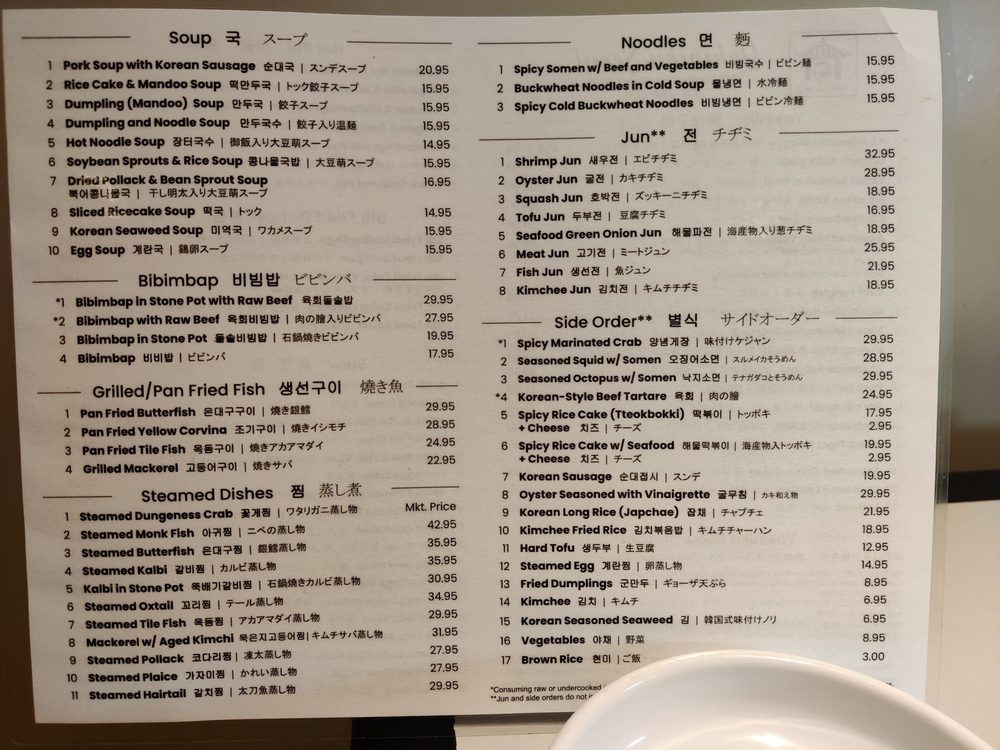 Soup 국 スープ
1 Pork Soup with Korean Sausage 순대국 | スンデスープ 20.95
2 Rice Cake & Mandoo Soup 떡만두국 | トック餃子スープ 15.95
3 Dumpling (Mandoo) Soup 만두국 | 餃子スープ 15.95
4 Dumpling and Noodle Soup 만두국수 | 餃子入り温麺 15.95
5 Hot Noodle Soup 장터국수 | 御飯入り大豆萌スープ 14.95
6 Soybean Sprouts & Rice Soup 콩나물국밥 | 大豆萌スープ 15.95
7 Dried Pollack & Bean Sprout Soup 16.95
북어콩나물국 | 干し明太入り大豆萌スープ
8 Sliced Ricecake Soup 떡국 | トック 14.95
9 Korean Seaweed Soup 미역국 | ワカメスープ 15.95
10 Egg Soup 계란국 | 鶏卵スープ 15.95
Bibimbap 비빔밥 ビビンバ
*1 Bibimbap in Stone Pot with Raw Beef 육회돌솥밥 29.95
*2 Bibimbap with Raw Beef 육회비빔밥 | 肉の膾入りビビンバ 27.95
3 Bibimbap in Stone Pot 돌솥비빔밥 | 石鍋焼きビビンバ 19.95
4 Bibimbap 비비밥 | ビビンバ 17.95
Grilled/Pan Fried Fish 생선구이 焼き魚
1 Pan Fried Butterfish 은대구구이 | 焼き銀鱈 29.95
2 Pan Fried Yellow Corvina 조기구이 | 焼きイシモチ 28.95
3 Pan Fried Tile Fish 옥돔구이 | 焼きアカアマダイ 24.95
4 Grilled Mackerel 고등어구이 | 焼きサバ 22.95
Steamed Dishes 찜 蒸し煮
1 Steamed Dungeness Crab 꽃게찜 | ワタリガニ蒸し物 Mkt. Price
2 Steamed Monk Fish 아귀찜 | ニベの蒸し物 42.95
3 Steamed Butterfish 은대구찜 | 銀鱈蒸し物 35.95
4 Steamed Kalbi 갈비찜 | カルビ蒸し物 35.95
5 Kalbi in Stone Pot 뚝배기갈비찜 | 石鍋焼きカルビ蒸し物 30.95
6 Steamed Oxtail 꼬리찜 | テール蒸し物 34.95
7 Steamed Tile Fish 옥돔찜 | アカアマダイ蒸し物 29.95
8 Mackerel w/ Aged Kimchi 묵은지고등어찜 | キムチサバ蒸し物 31.95
9 Steamed Pollack 코다리찜 | 凍太蒸し物 27.95
10 Steamed Plaice 가자미찜 | かれい蒸し物 27.95
11 Steamed Hairtail 갈치찜 | 太刀魚蒸し物 29.95
Noodles 면 麺
1 Spicy Somen w/ Beef and Vegetables 비빔국수 | ビビン麺 15.95
2 Buckwheat Noodles in Cold Soup 물냉면 | 水冷麺 15.95
3 Spicy Cold Buckwheat Noodles 비빔냉면 | ビビン冷麺 15.95
Jun** 전 チヂミ
1 Shrimp Jun 새우전 | エビチヂミ 32.95
2 Oyster Jun 굴전 | カキチヂミ 28.95
3 Squash Jun 호박전 | ズッキーニチヂミ 18.95
4 Tofu Jun 두부전 | 豆腐チヂミ 16.95
5 Seafood Green Onion Jun 해물파전 | 海産物入り葱チヂミ 18.95
6 Meat Jun 고기전 | ミートジュン 25.95
7 Fish Jun 생선전 | 魚ジュン 21.95
8 Kimchee Jun 김치전 | キムチチヂミ 18.95
Side Order** 별식 サイドオーダー
*1 Spicy Marinated Crab 양념게장 | 味付けケジャン 29.95
2 Seasoned Squid w/ Somen 오징어소면 | スルメイカそうめん 28.95
3 Seasoned Octopus w/ Somen 낙지소면 | テナガダコとそうめん 29.95
*4 Korean-Style Beef Tartare 육회 | 肉の膾 24.95
5 Spicy Rice Cake (Tteokbokki) 떡볶이 | トッポキ 17.95
+ Cheese 치즈 | チーズ 2.95
6 Spicy Rice Cake w/ Seafood 해물떡볶이 | 海産物入トッポキ 19.95
+ Cheese 치즈 | チーズ 2.95
7 Korean Sausage 순대접시 | スンデ 19.95
8 Oyster Seasoned with Vinaigrette 굴무침 | カキ和え物 29.95
9 Korean Long Rice (Japchae) 잡채 | チャプチェ 21.95
10 Kimchee Fried Rice 김치볶음밥 | キムチチャーハン 18.95
11 Hard Tofu 생두부 | 生豆腐 12.95
12 Steamed Egg 계란찜 | 卵蒸し物 14.95
13 Fried Dumplings 군만두 | ギョーザ天ぷら 8.95
14 Kimchee 김치 | キムチ 6.95
15 Korean Seasoned Seaweed 김 | 韓国式味付けノリ 6.95
16 Vegetables 야채 | 野菜 8.95
17 Brown Rice 현미 | ご飯 3.00
*Consuming raw or undercooked
**Jun and side orders do not